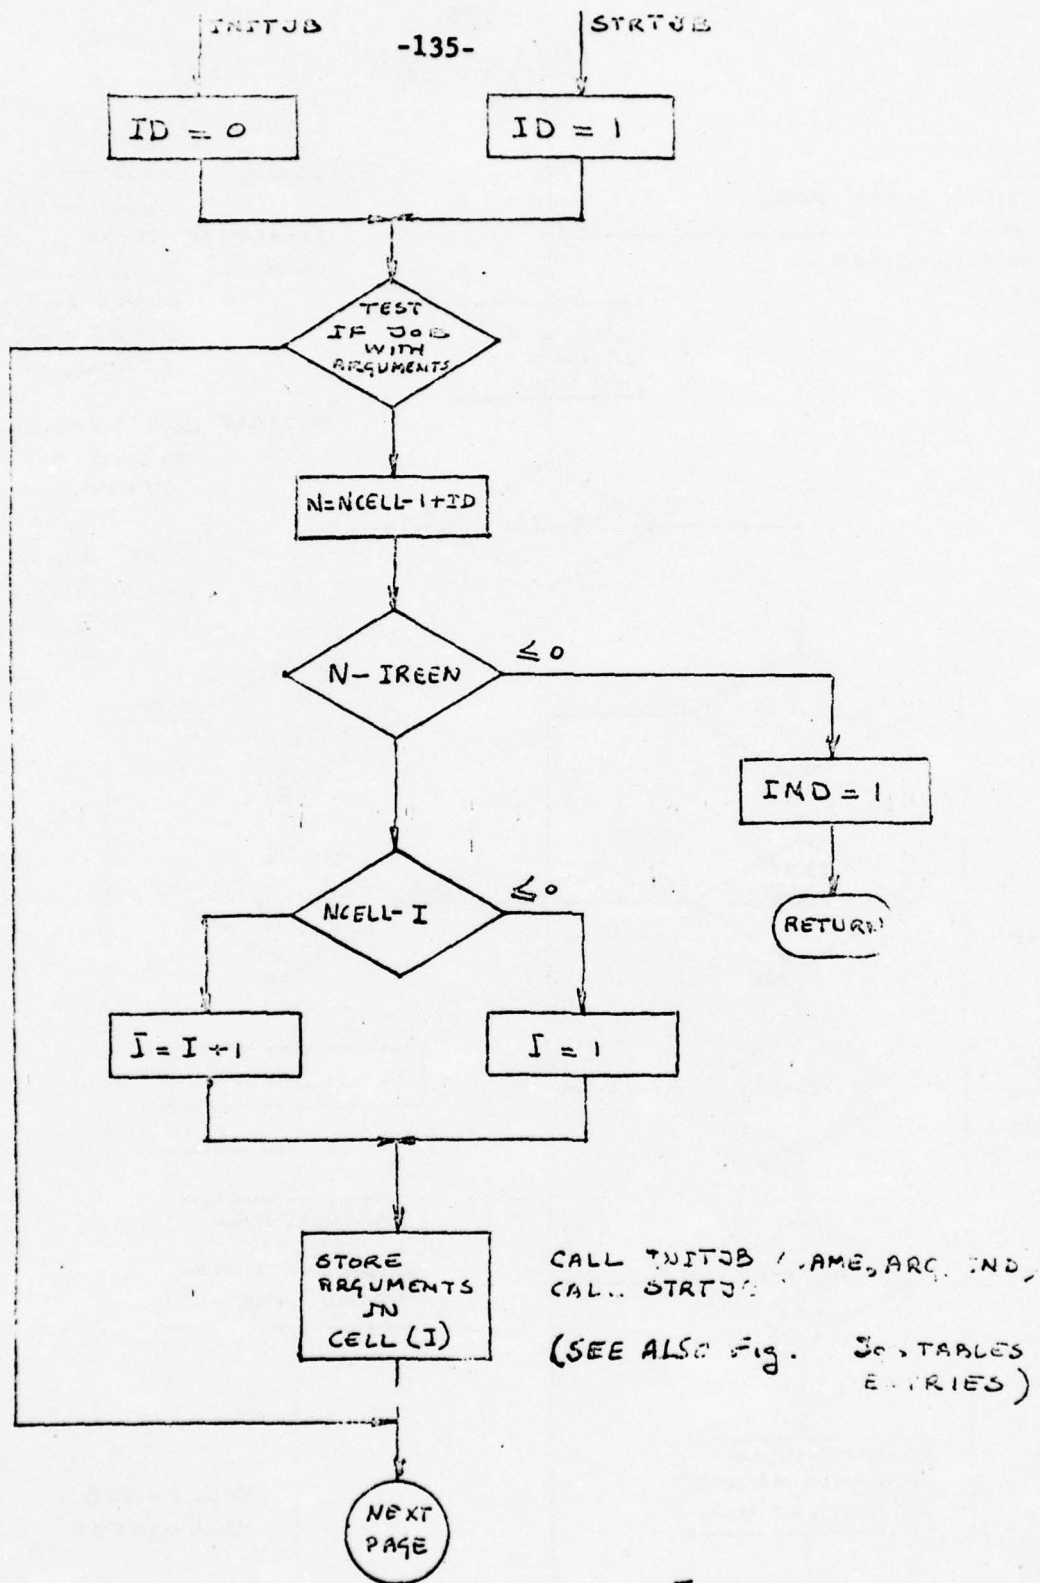 INITJB
-135-
STRTJB
ID = 0
ID = 1
TEST
IF JOB
WITH
ARGUMENTS
N=NCELL-1+ID
N-IREEN
≤0
IND = 1
RETURN
NCELL-I
≤0
I = I + 1
I = 1
STORE
ARGUMENTS
IN
CELL(I)
CALL INITJB
CALL STRTJB
(SEE ALSO Fig. TABLES
NEXT
PAGE